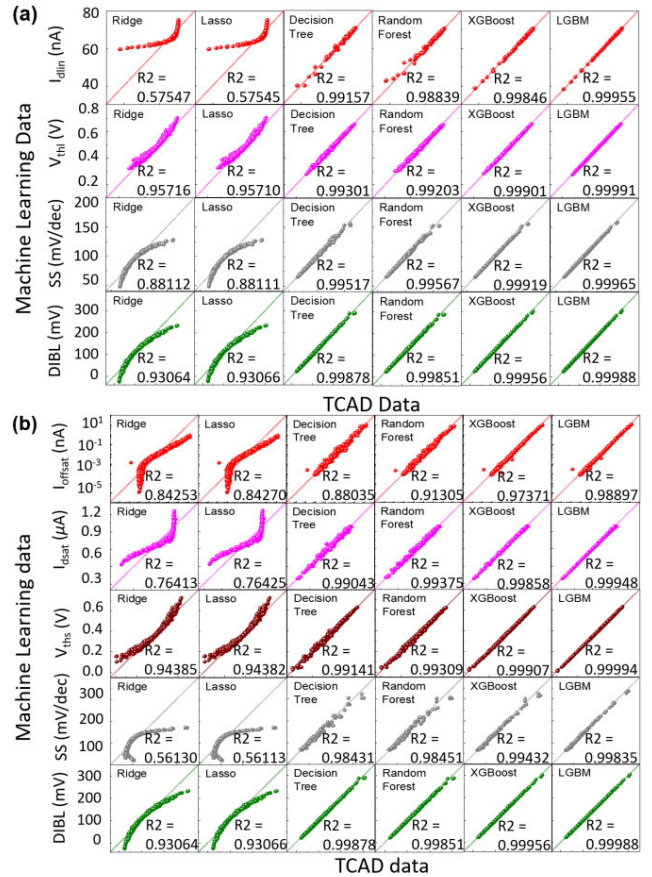 (a)
Machine Learning Data
I_dlin (nA)
80
60
40
Ridge
R2 =
0.57547
Lasso
R2 =
0.57545
Decision
Tree
R2 =
0.99157
Random
Forest
R2 =
0.98839
XGBoost
R2 =
0.99846
LGBM
R2 =
0.99955
V_thl (V)
0.8
0.6
0.4
0.2
Ridge
R2 =
0.95716
Lasso
R2 =
0.95710
Decision
Tree
R2 =
0.99301
Random
Forest
R2 =
0.99203
XGBoost
R2 =
0.99901
LGBM
R2 =
0.99991
SS (mV/dec)
200
150
100
50
Ridge
R2 =
0.88112
Lasso
R2 =
0.88111
Decision
Tree
R2 =
0.99517
Random
Forest
R2 =
0.99567
XGBoost
R2 =
0.99919
LGBM
R2 =
0.99965
DIBL (mV)
300
200
100
0
Ridge
R2 =
0.93064
Lasso
R2 =
0.93066
Decision
Tree
R2 =
0.99878
Random
Forest
R2 =
0.99851
XGBoost
R2 =
0.99956
LGBM
R2 =
0.99988
TCAD Data
(b)
Machine Learning data
I_offsat (nA)
10^1
10^-1
10^-3
10^-5
Ridge
R2 =
0.84253
Lasso
R2 =
0.84270
Decision
Tree
R2 =
0.88035
Random
Forest
R2 =
0.91305
XGBoost
R2 =
0.97371
LGBM
R2 =
0.98897
I_dsat (µA)
1.2
0.9
0.6
0.3
Ridge
R2 =
0.76413
Lasso
R2 =
0.76425
Decision
Tree
R2 =
0.99043
Random
Forest
R2 =
0.99375
XGBoost
R2 =
0.99858
LGBM
R2 =
0.99948
V_ths (V)
0.6
0.4
0.2
0.0
Ridge
R2 =
0.94385
Lasso
R2 =
0.94382
Decision
Tree
R2 =
0.99141
Random
Forest
R2 =
0.99309
XGBoost
R2 =
0.99907
LGBM
R2 =
0.99994
SS (mV/dec)
300
200
100
Ridge
R2 =
0.56130
Lasso
R2 =
0.56113
Decision
Tree
R2 =
0.98431
Random
Forest
R2 =
0.98451
XGBoost
R2 =
0.99432
LGBM
R2 =
0.99835
DIBL (mV)
300
200
100
0
Ridge
R2 =
0.93064
Lasso
R2 =
0.93066
Decision
Tree
R2 =
0.99878
Random
Forest
R2 =
0.99851
XGBoost
R2 =
0.99956
LGBM
R2 =
0.99988
TCAD data